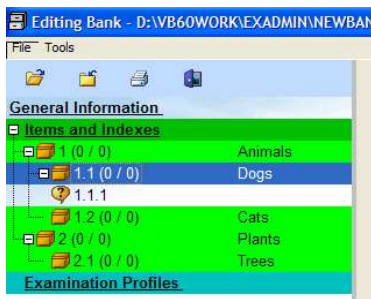 Editing Bank - D:\VB60WORK\EXADMIN\NEWBAN
File Tools
General Information
Items and Indexes
1 (0 / 0) Animals
1.1 (0 / 0) Dogs
1.1.1
1.2 (0 / 0) Cats
2 (0 / 0) Plants
2.1 (0 / 0) Trees
Examination Profiles